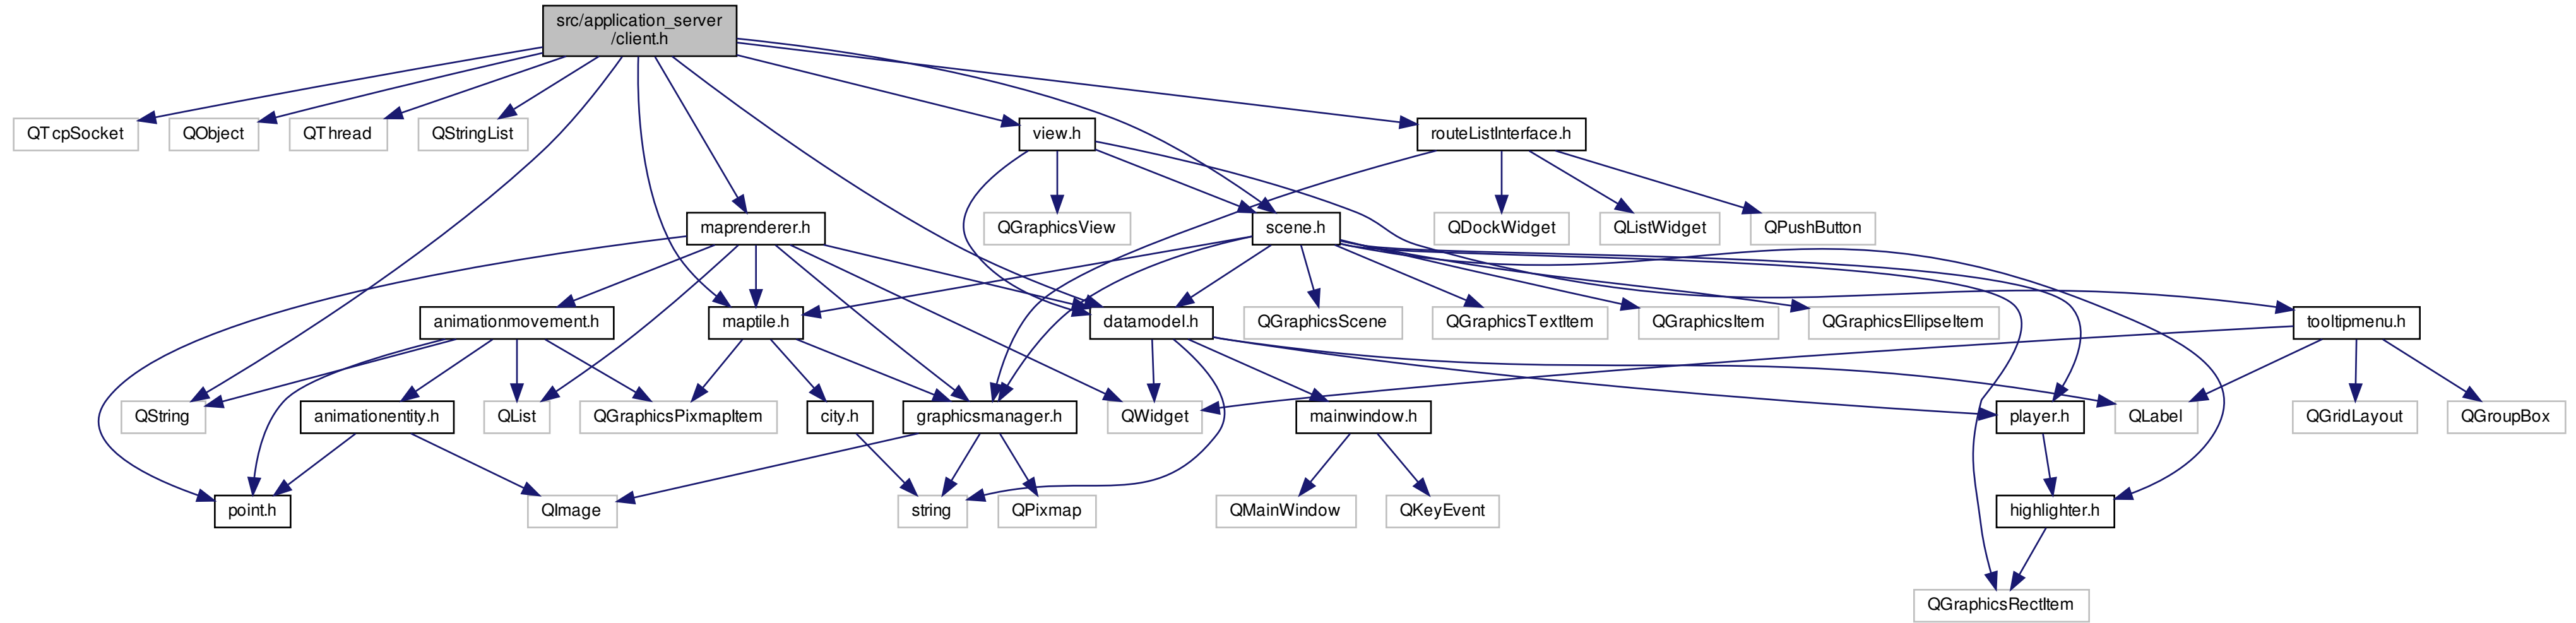 src/application_server
/client.h
QTcpSocket
QObject
QThread
QStringList
view.h
routeListInterface.h
maprenderer.h
QGraphicsView
scene.h
QDockWidget
QListWidget
QPushButton
animationmovement.h
maptile.h
datamodel.h
QGraphicsScene
QGraphicsTextItem
QGraphicsItem
QGraphicsEllipseItem
tooltipmenu.h
QString
animationentity.h
QList
QGraphicsPixmapItem
city.h
graphicsmanager.h
QWidget
mainwindow.h
player.h
QLabel
QGridLayout
QGroupBox
point.h
QImage
string
QPixmap
QMainWindow
QKeyEvent
highlighter.h
QGraphicsRectItem